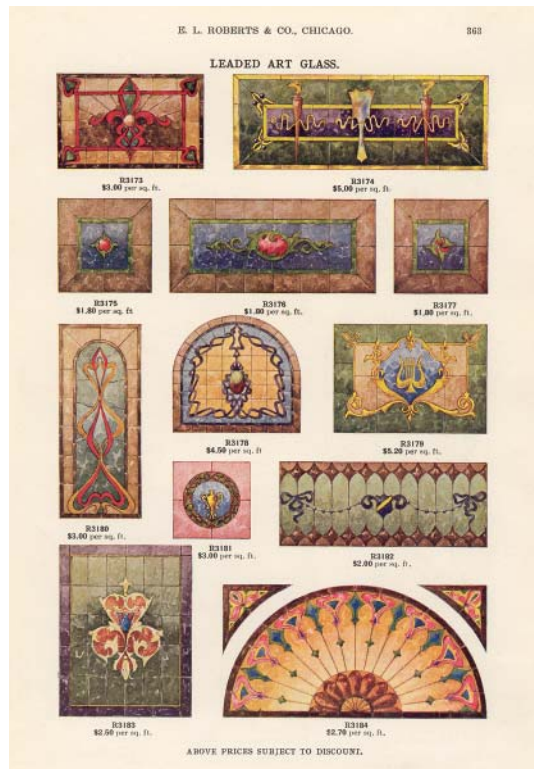 E. L. ROBERTS & CO., CHICAGO. 363
LEADED ART GLASS.
R3173
$3.00 per sq. ft.
R3174
$5.00 per sq. ft.
R3175
$1.80 per sq. ft
R3176
$1.80 per sq. ft.
R3177
$1.80 per sq. ft.
R3178
$4.50 per sq. ft
R3179
$5.20 per sq. ft.
R3180
$3.00 per sq. ft.
R3181
$3.00 per sq. ft.
R3182
$2.00 per sq. ft.
R3183
$2.50 per sq. ft.
R3184
$2.70 per sq. ft.
ABOVE PRICES SUBJECT TO DISCOUNT.